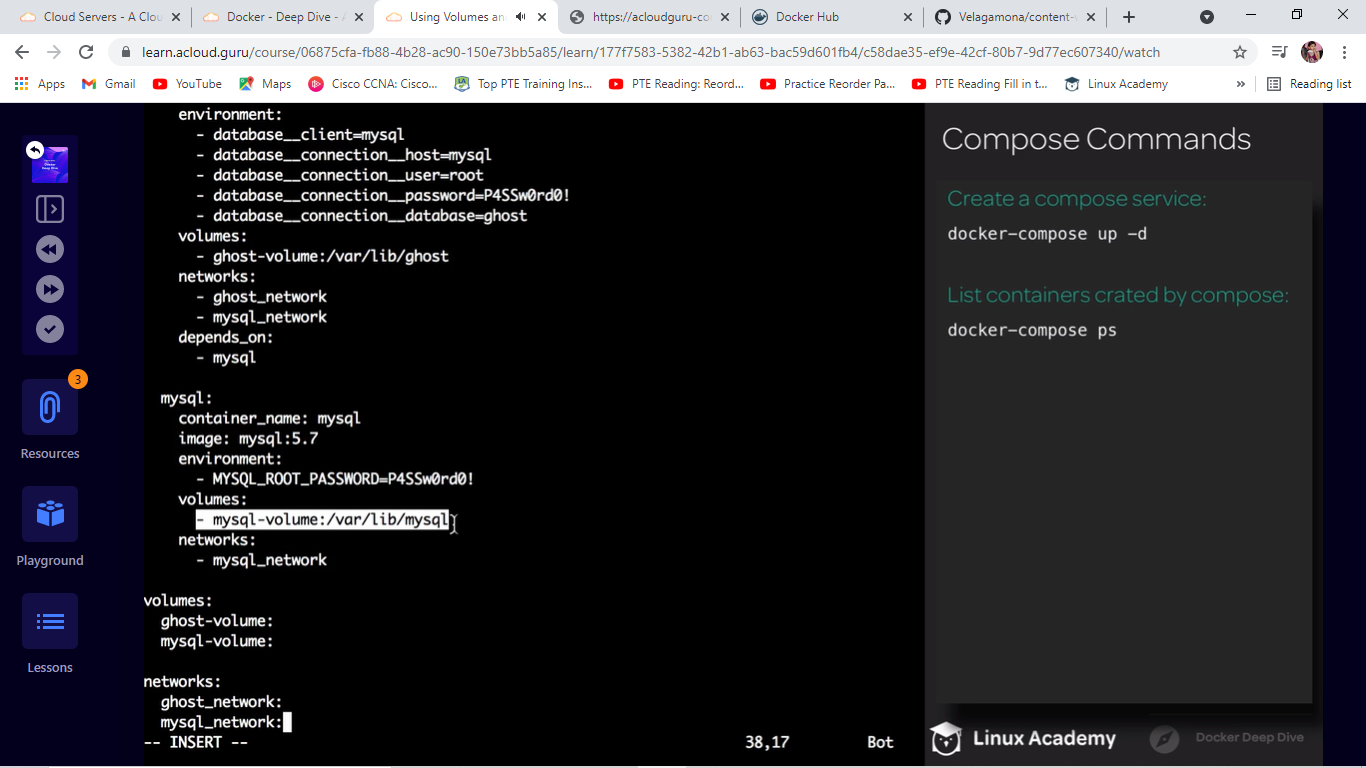 Cloud Servers - A Clou
Docker - Deep Dive - A
Using Volumes an
https://acloudguru-co
Docker Hub
Velagamona/content-
learn.acloud.guru/course/06875cfa-fb88-4b28-ac90-150e73bb5a85/learn/177f7583-5382-42b1-ab63-bac59d601fb4/c58dae35-ef9e-42cf-80b7-9d77ec607340/watch
Apps
Gmail
YouTube
Maps
Cisco CCNA: Cisco...
Top PTE Training Ins...
PTE Reading: Reord...
Practice Reorder Pa...
PTE Reading Fill in t...
Linux Academy
»
Reading list
Docker
Deep Dive
3
Resources
Playground
Lessons
environment:
- database__client=mysql
- database__connection__host=mysql
- database__connection__user=root
- database__connection__password=P4SSw0rd0!
- database__connection__database=ghost
volumes:
- ghost-volume:/var/lib/ghost
networks:
- ghost_network
- mysql_network
depends_on:
- mysql
mysql:
container_name: mysql
image: mysql:5.7
environment:
- MYSQL_ROOT_PASSWORD=P4SSw0rd0!
volumes:
- mysql-volume:/var/lib/mysql
networks:
- mysql_network
volumes:
ghost-volume:
mysql-volume:
networks:
ghost_network:
mysql_network:
-- INSERT --
38,17
Bot
Compose Commands
Create a compose service:
docker-compose up -d
List containers crated by compose:
docker-compose ps
Linux Academy
Docker Deep Dive